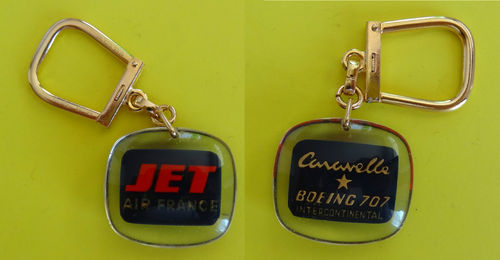 JET
AIR FRANCE
Caravelle
BOEING 707
INTERCONTINENTAL